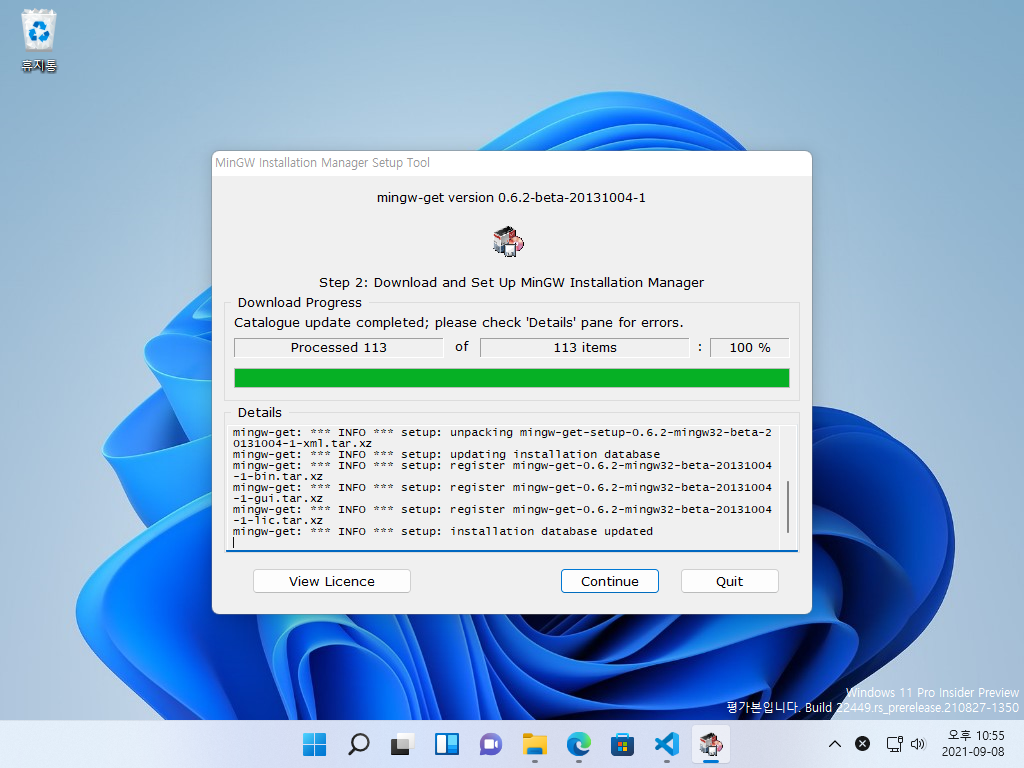 휴지통
MinGW Installation Manager Setup Tool
mingw-get version 0.6.2-beta-20131004-1
Step 2: Download and Set Up MinGW Installation Manager
Download Progress
Catalogue update completed; please check 'Details' pane for errors.
Processed 113 of 113 items : 100 %
Details
mingw-get: *** INFO *** setup: unpacking mingw-get-setup-0.6.2-mingw32-beta-2
0131004-1-xml.tar.xz
mingw-get: *** INFO *** setup: updating installation database
mingw-get: *** INFO *** setup: register mingw-get-0.6.2-mingw32-beta-20131004
-1-bin.tar.xz
mingw-get: *** INFO *** setup: register mingw-get-0.6.2-mingw32-beta-20131004
-1-gui.tar.xz
mingw-get: *** INFO *** setup: register mingw-get-0.6.2-mingw32-beta-20131004
-1-lic.tar.xz
mingw-get: *** INFO *** setup: installation database updated
View Licence Continue Quit
Windows 11 Pro Insider Preview
평가본입니다. Build 22449.rs_prerelease.210827-1350
오후 10:55
2021-09-08